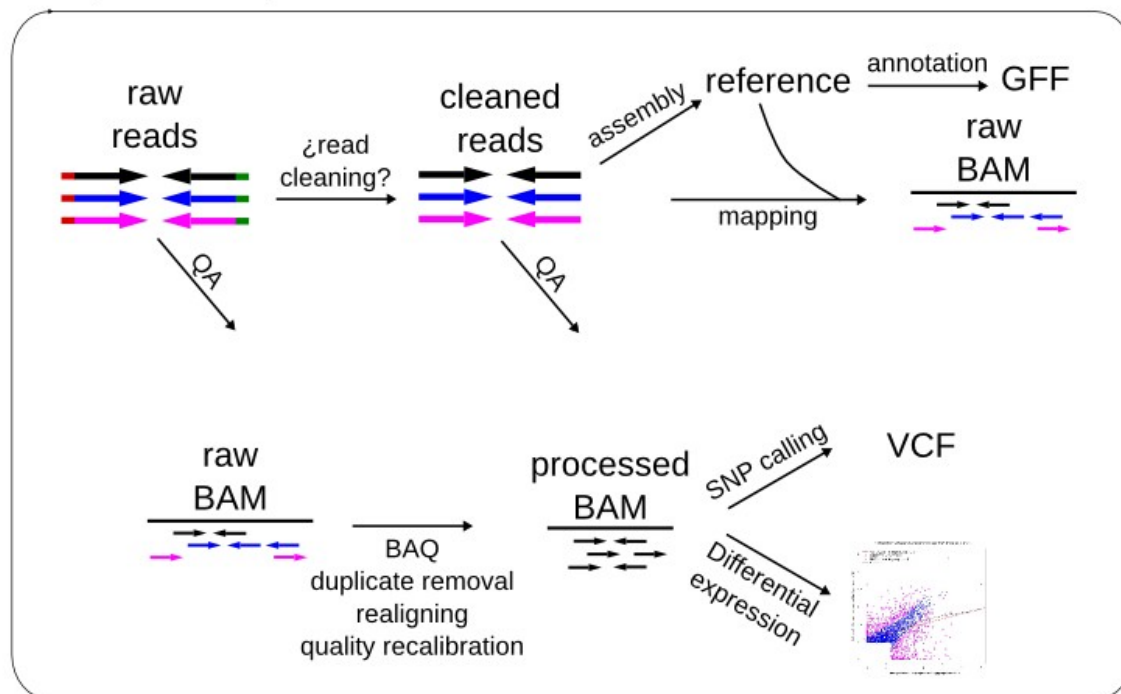 raw
reads
¿read
cleaning?
cleaned
reads
assembly
reference
annotation
GFF
mapping
raw
BAM
QA
QA
raw
BAM
BAQ
duplicate removal
realigning
quality recalibration
processed
BAM
SNP calling
VCF
Differential
expression